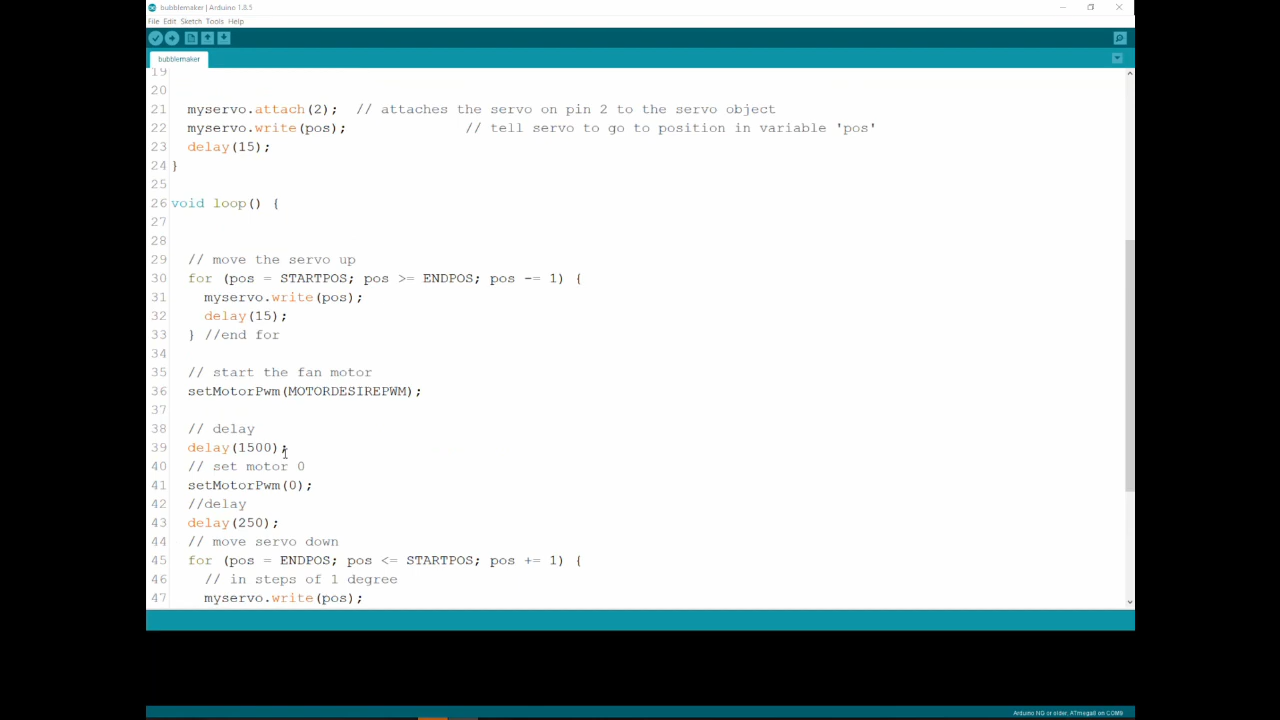 bubblemaker | Arduino 1.8.5
File Edit Sketch Tools Help
bubblemaker
19
20
21 myservo.attach(2); // attaches the servo on pin 2 to the servo object
22 myservo.write(pos); // tell servo to go to position in variable 'pos'
23 delay(15);
24 }
25
26 void loop() {
27
28
29 // move the servo up
30 for (pos = STARTPOS; pos >= ENDPOS; pos -= 1) {
31 myservo.write(pos);
32 delay(15);
33 } //end for
34
35 // start the fan motor
36 setMotorPwm(MOTORDESIREPWM);
37
38 // delay
39 delay(1500);
40 // set motor 0
41 setMotorPwm(0);
42 //delay
43 delay(250);
44 // move servo down
45 for (pos = ENDPOS; pos <= STARTPOS; pos += 1) {
46 // in steps of 1 degree
47 myservo.write(pos);
Arduino NG or older, ATmega8 on COM9